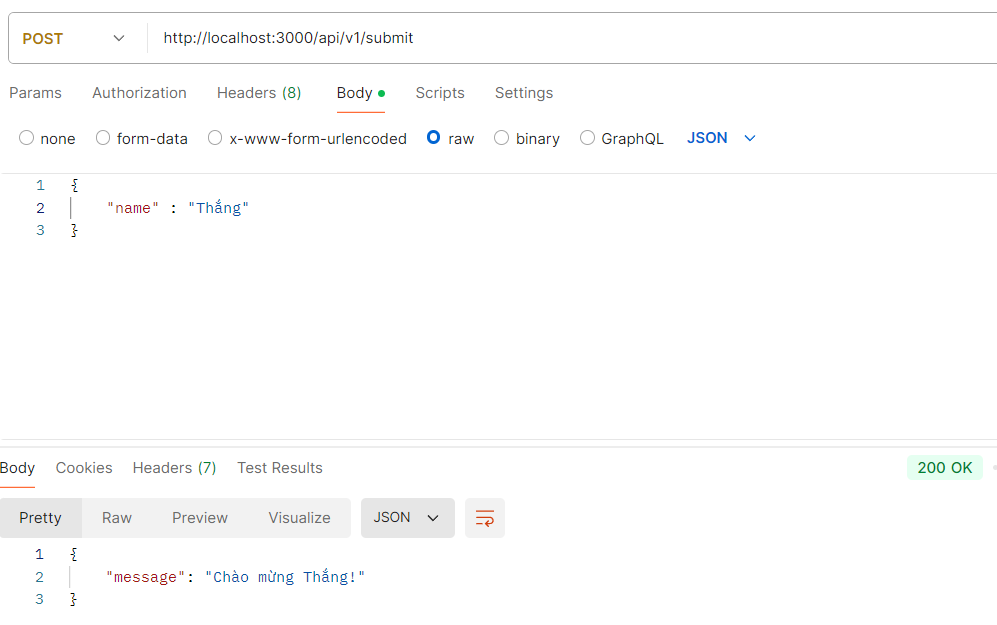 POST http://localhost:3000/api/v1/submit
Params Authorization Headers (8) Body Scripts Settings
none form-data x-www-form-urlencoded raw binary GraphQL JSON
1 {
2 "name" : "Thắng"
3 }
Body Cookies Headers (7) Test Results 200 OK
Pretty Raw Preview Visualize JSON
1 {
2 "message": "Chào mừng Thắng!"
3 }